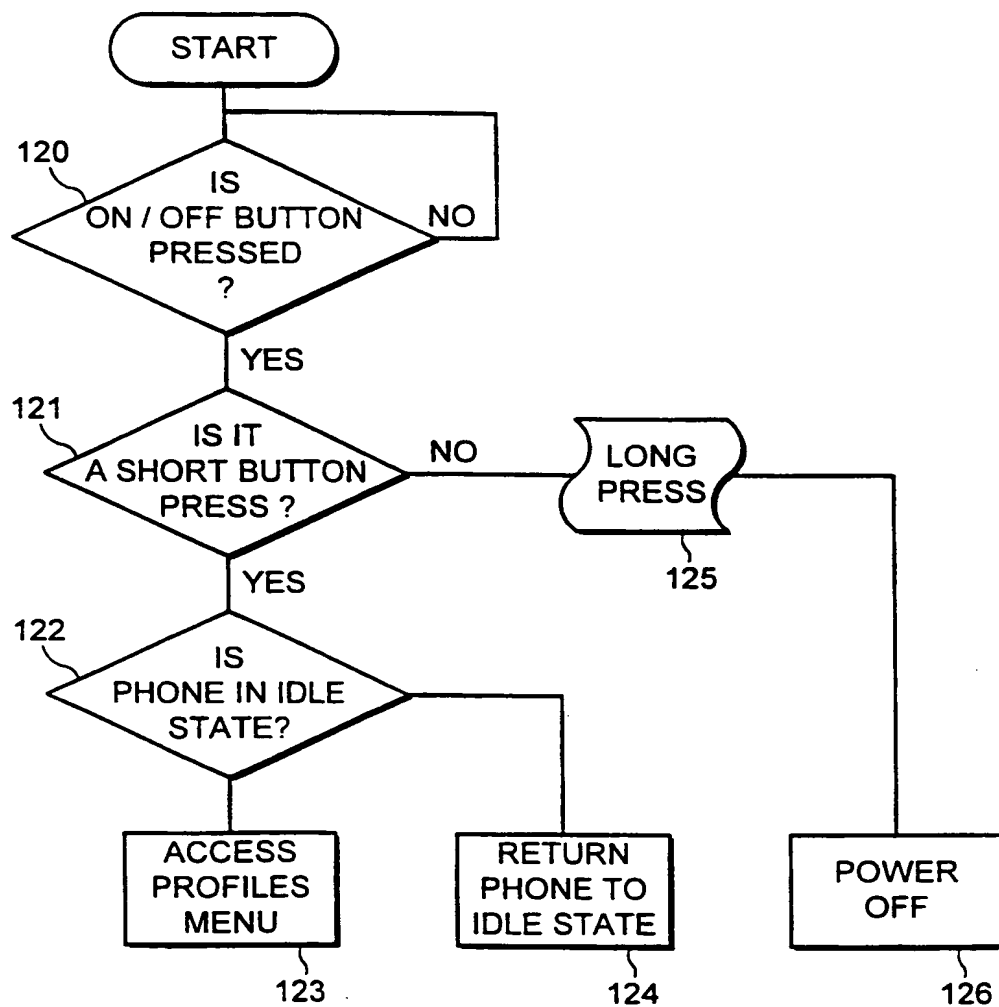 START
120
IS
ON / OFF BUTTON
PRESSED
?
NO
YES
121
IS IT
A SHORT BUTTON
PRESS ?
NO
LONG
PRESS
125
YES
122
IS
PHONE IN IDLE
STATE?
ACCESS
PROFILES
MENU
123
RETURN
PHONE TO
IDLE STATE
124
POWER
OFF
126